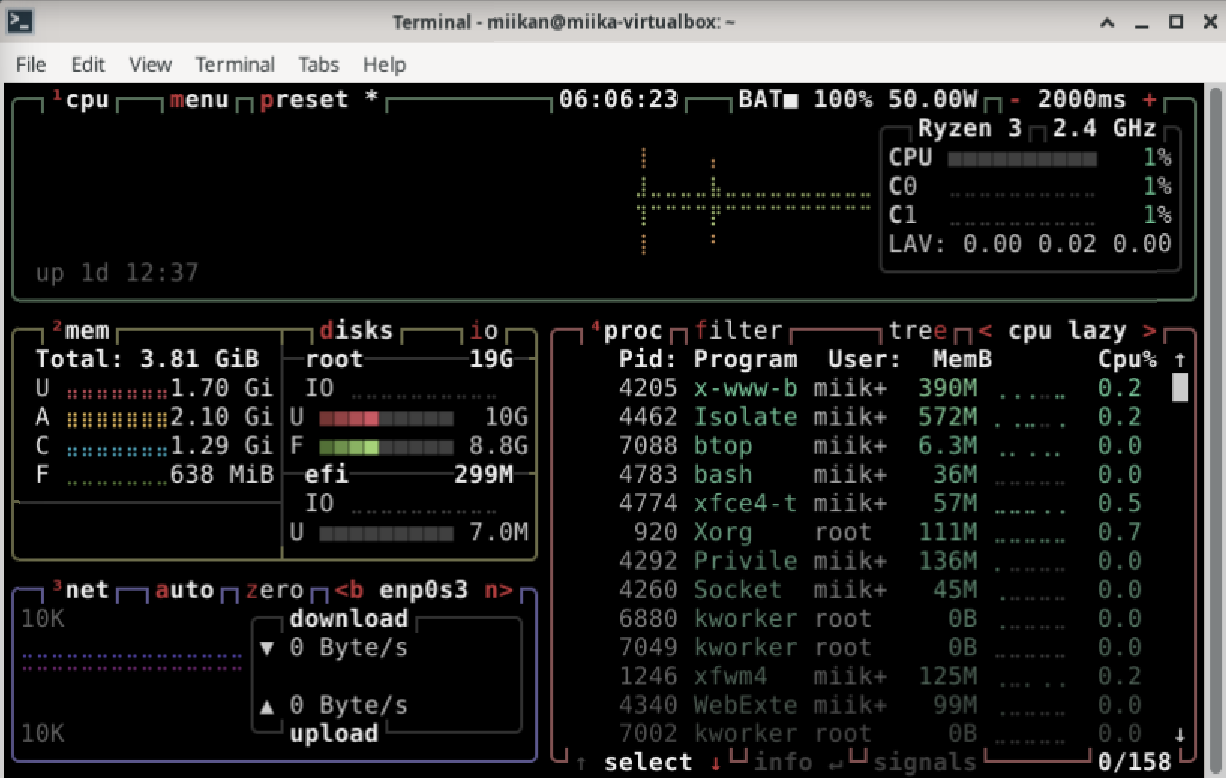 Terminal - miikan@miika-virtualbox: ~
File Edit View Terminal Tabs Help
1cpu menu preset * 06:06:23 BAT■ 100% 50.00W - 2000ms +
Ryzen 3 2.4 GHz
CPU 1%
C0 1%
C1 1%
LAV: 0.00 0.02 0.00
up 1d 12:37
2mem disks io
Total: 3.81 GiB
U 1.70 Gi
A 2.10 Gi
C 1.29 Gi
F 638 MiB
root 19G
IO
U 10G
F 8.8G
efi 299M
IO
U 7.0M
3net auto zero <b enp0s3 n>
10K
download
▼ 0 Byte/s
▲ 0 Byte/s
10K
upload
4proc filter tree < cpu lazy >
Pid: Program User: MemB Cpu% ↑
4205 x-www-b miik+ 390M 0.2
4462 Isolate miik+ 572M 0.2
7088 btop miik+ 6.3M 0.0
4783 bash miik+ 36M 0.0
4774 xfce4-t miik+ 57M 0.5
920 Xorg root 111M 0.7
4292 Privile miik+ 136M 0.0
4260 Socket miik+ 45M 0.0
6880 kworker root 0B 0.0
7049 kworker root 0B 0.0
1246 xfwm4 miik+ 125M 0.2
4340 WebExte miik+ 99M 0.0
7002 kworker root 0B 0.0 ↓
↑ select ↓ info ↵ signals 0/158